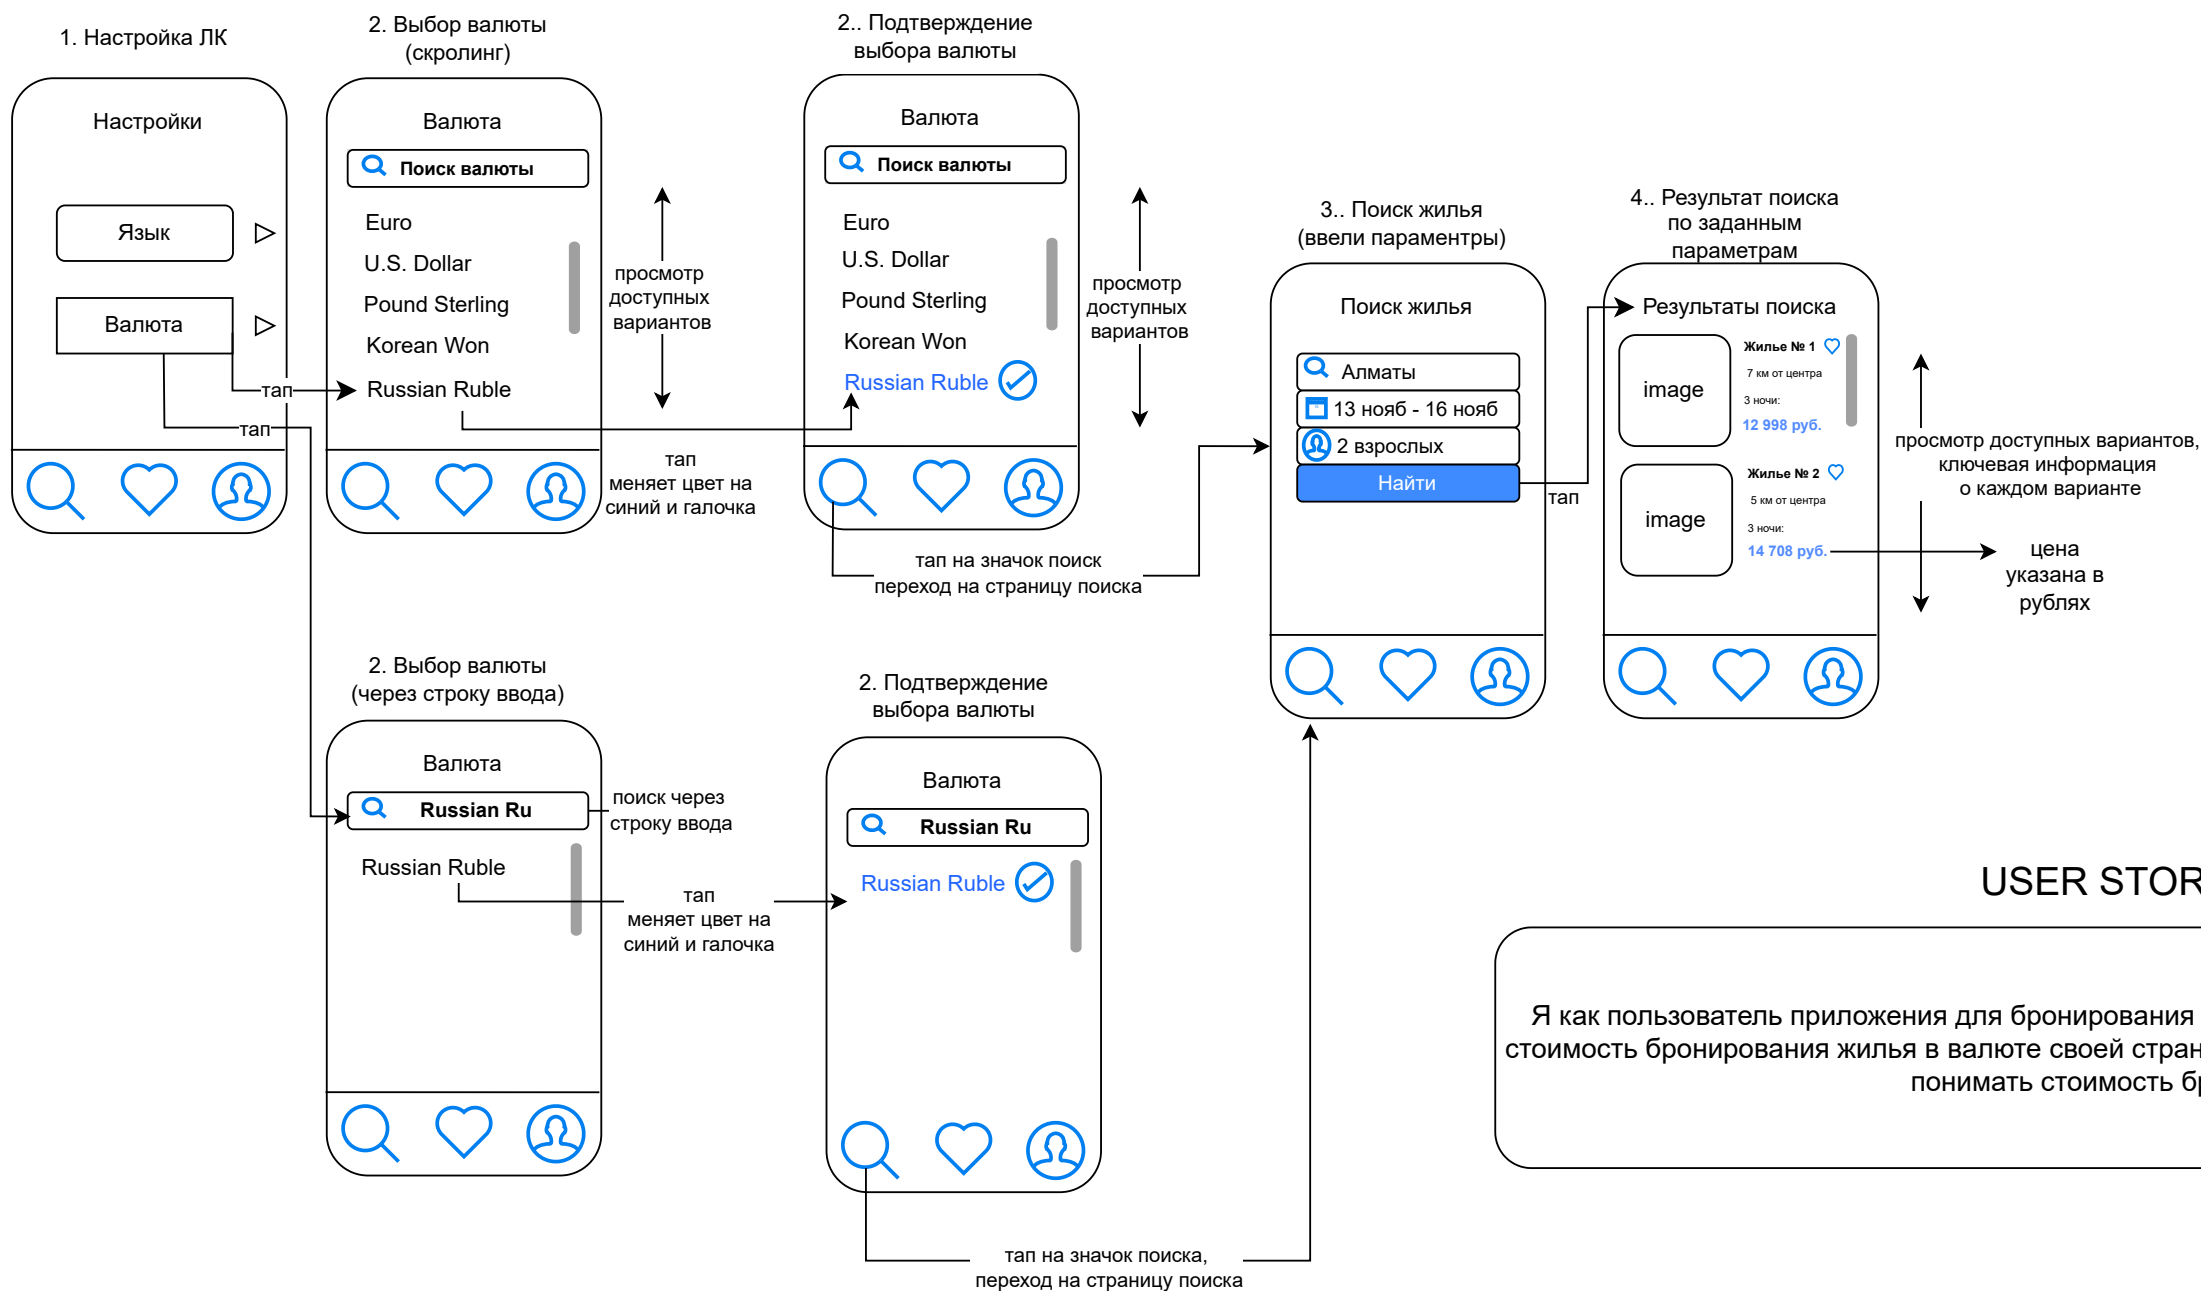 1. Настройка ЛК
Настройки
Язык
Валюта
тап
тап
2. Выбор валюты
(скролинг)
Валюта
Поиск валюты
Euro
U.S. Dollar
Pound Sterling
Korean Won
Russian Ruble
просмотр
доступных
вариантов
тап
меняет цвет на
синий и галочка
2.. Подтверждение
выбора валюты
Валюта
Поиск валюты
Euro
U.S. Dollar
Pound Sterling
Korean Won
Russian Ruble
просмотр
доступных
вариантов
тап на значок поиск
переход на страницу поиска
3.. Поиск жилья
(ввели параментры)
Поиск жилья
Алматы
13 нояб - 16 нояб
2 взрослых
Найти
тап
4.. Результат поиска
по заданным
параметрам
Результаты поиска
image
Жилье № 1
7 км от центра
3 ночи:
12 998 руб.
image
Жилье № 2
5 км от центра
3 ночи:
14 708 руб.
просмотр доступных вариантов,
ключевая информация
о каждом варианте
цена
указана в
рублях
2. Выбор валюты
(через строку ввода)
Валюта
Russian Ru
Russian Ruble
поиск через
строку ввода
тап
меняет цвет на
синий и галочка
2. Подтверждение
выбора валюты
Валюта
Russian Ru
Russian Ruble
тап на значок поиска,
переход на страницу поиска
USER STOR
Я как пользователь приложения для бронирования
стоимость бронирования жилья в валюте своей стран
понимать стоимость б